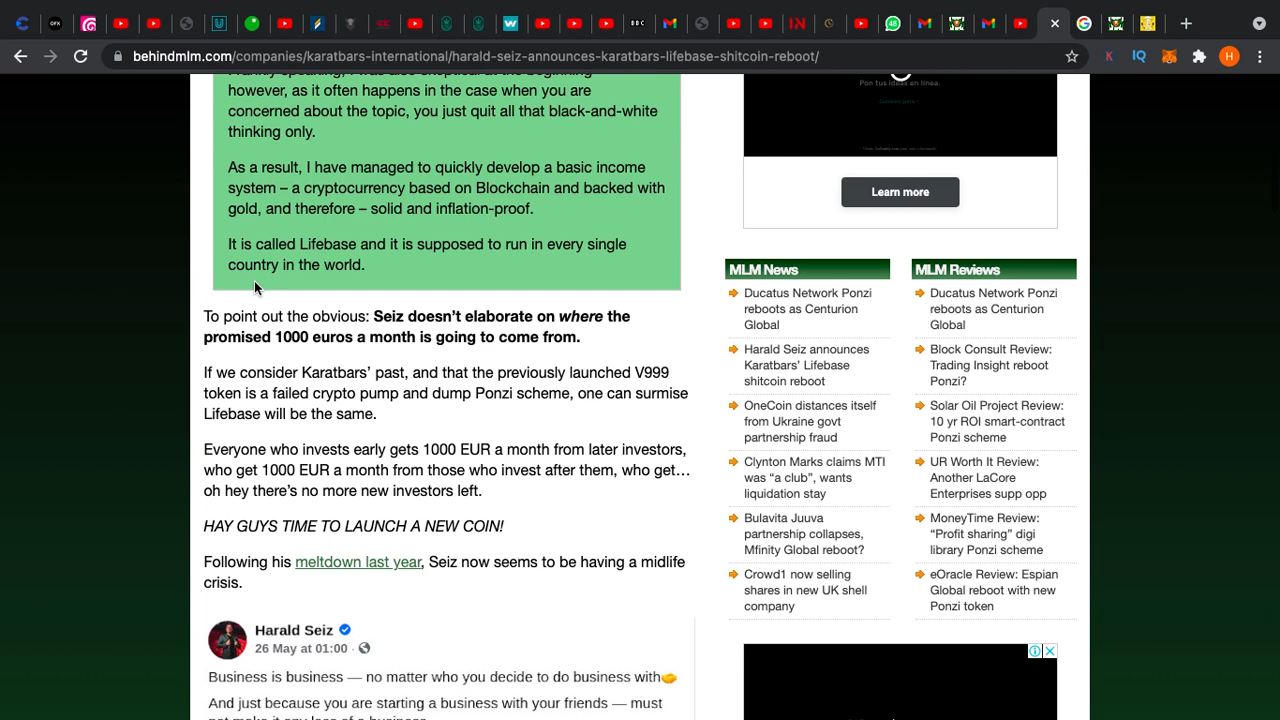 48
BBC
behindmlm.com/companies/karatbars-international/harald-seiz-announces-karatbars-lifebase-shitcoin-reboot/
K
IQ
H
however, as it often happens in the case when you are
concerned about the topic, you just quit all that black-and-white
thinking only.
As a result, I have managed to quickly develop a basic income
system – a cryptocurrency based on Blockchain and backed with
gold, and therefore – solid and inflation-proof.
It is called Lifebase and it is supposed to run in every single
country in the world.
To point out the obvious: Seiz doesn't elaborate on where the
promised 1000 euros a month is going to come from.
If we consider Karatbars' past, and that the previously launched V999
token is a failed crypto pump and dump Ponzi scheme, one can surmise
Lifebase will be the same.
Everyone who invests early gets 1000 EUR a month from later investors,
who get 1000 EUR a month from those who invest after them, who get…
oh hey there's no more new investors left.
HAY GUYS TIME TO LAUNCH A NEW COIN!
Following his meltdown last year, Seiz now seems to be having a midlife
crisis.
Harald Seiz
26 May at 01:00 ·
Business is business — no matter who you decide to do business with
And just because you are starting a business with your friends — must
Pon tus ideas en línea.
Learn more
MLM News
Ducatus Network Ponzi
reboots as Centurion
Global
Harald Seiz announces
Karatbars' Lifebase
shitcoin reboot
OneCoin distances itself
from Ukraine govt
partnership fraud
Clynton Marks claims MTI
was “a club”, wants
liquidation stay
Bulavita Juuva
partnership collapses,
Mfinity Global reboot?
Crowd1 now selling
shares in new UK shell
company
MLM Reviews
Ducatus Network Ponzi
reboots as Centurion
Global
Block Consult Review:
Trading Insight reboot
Ponzi?
Solar Oil Project Review:
10 yr ROI smart-contract
Ponzi scheme
UR Worth It Review:
Another LaCore
Enterprises supp opp
MoneyTime Review:
“Profit sharing” digi
library Ponzi scheme
eOracle Review: Espian
Global reboot with new
Ponzi token